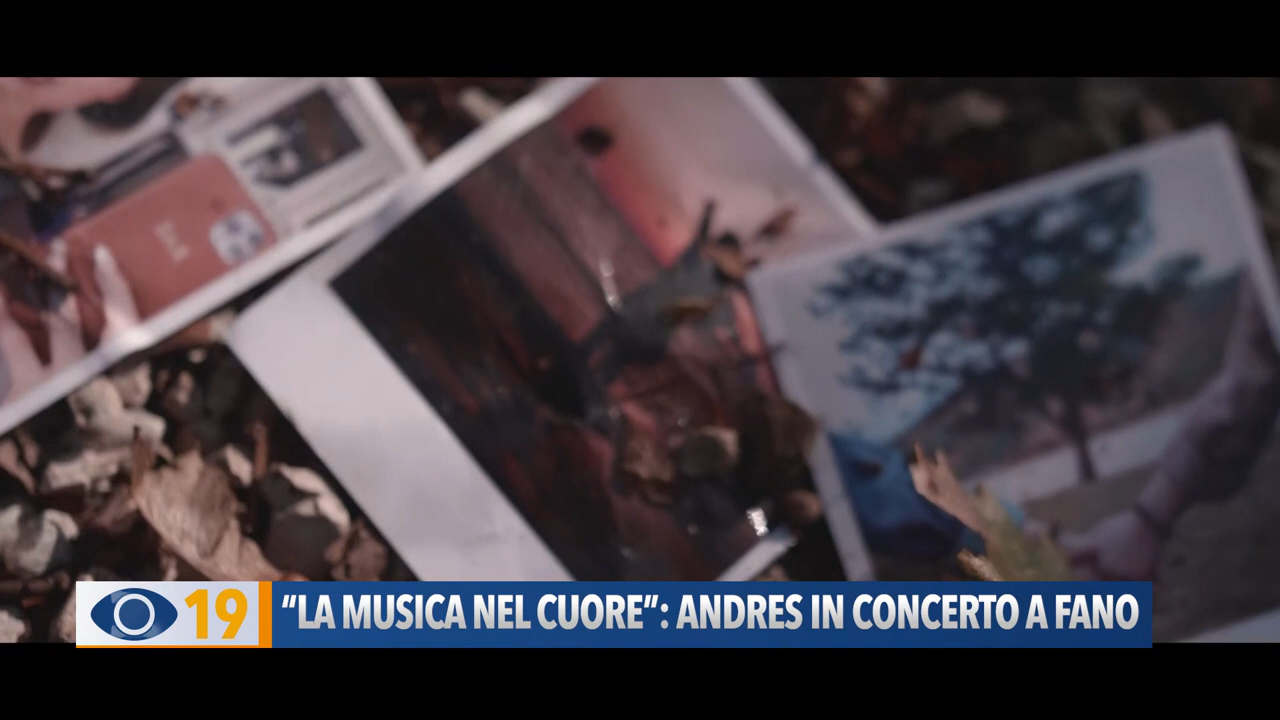 19
“LA MUSICA NEL CUORE”: ANDRES IN CONCERTO A FANO